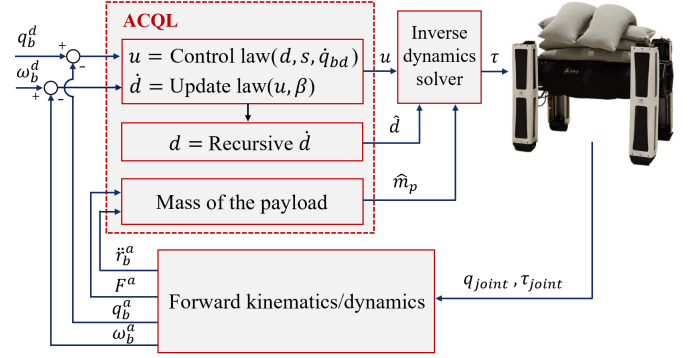 ACQL
q_b^d
ω_b^d
+
-
+
-
u = Control law(d, s, q̇_bd)
ḋ = Update law(u, β)
u
Inverse
dynamics
solver
τ
d = Recursive ḋ
d̂
Mass of the payload
m̂_p
r̈_b^a
F^a
q_b^a
ω_b^a
Forward kinematics/dynamics
q_joint , τ_joint